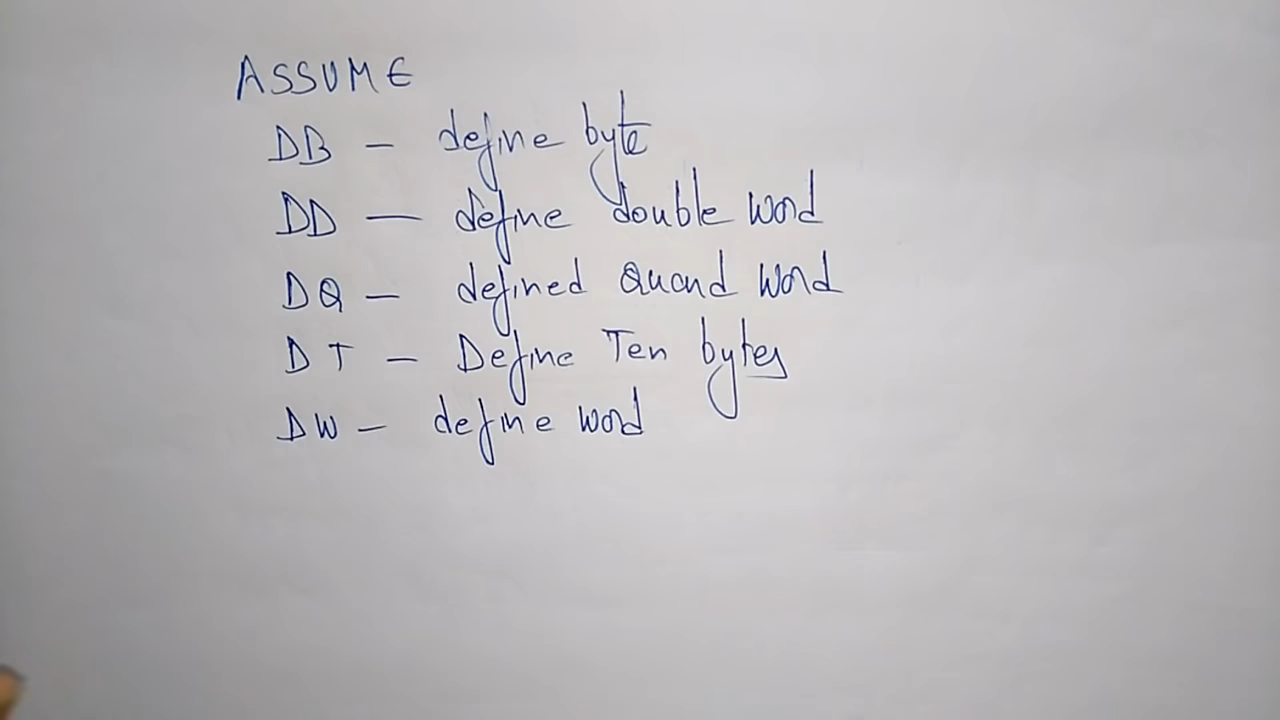 ASSUME
DB - define byte
DD - define double word
DQ - defined Quand word
DT - Define Ten bytes
DW - define word